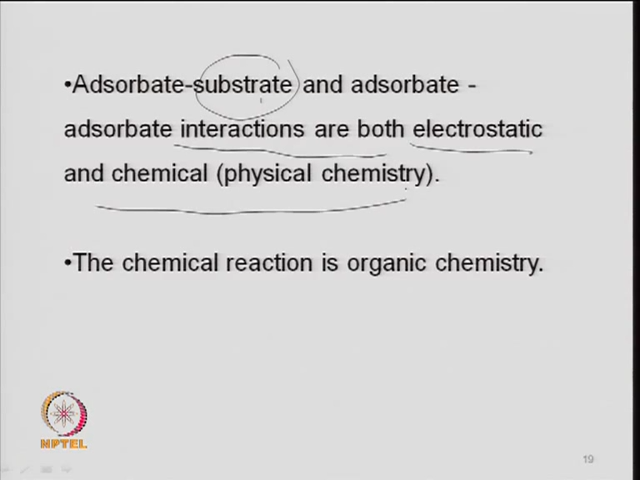 •Adsorbate-substrate and adsorbate -
adsorbate interactions are both electrostatic
and chemical (physical chemistry).
•The chemical reaction is organic chemistry.
NPTEL
19